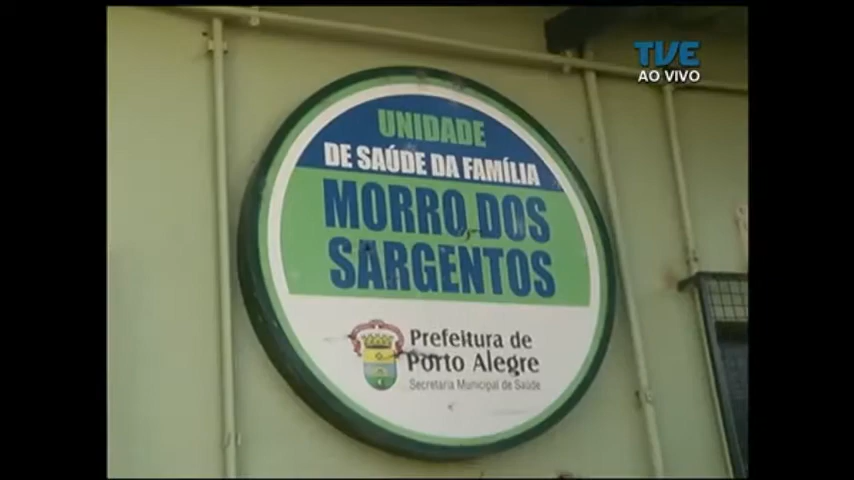 TVE
AO VIVO
UNIDADE
DE SAÚDE DA FAMÍLIA
MORRO DOS
SARGENTOS
Prefeitura de
Porto Alegre
Secretaria Municipal de Saúde